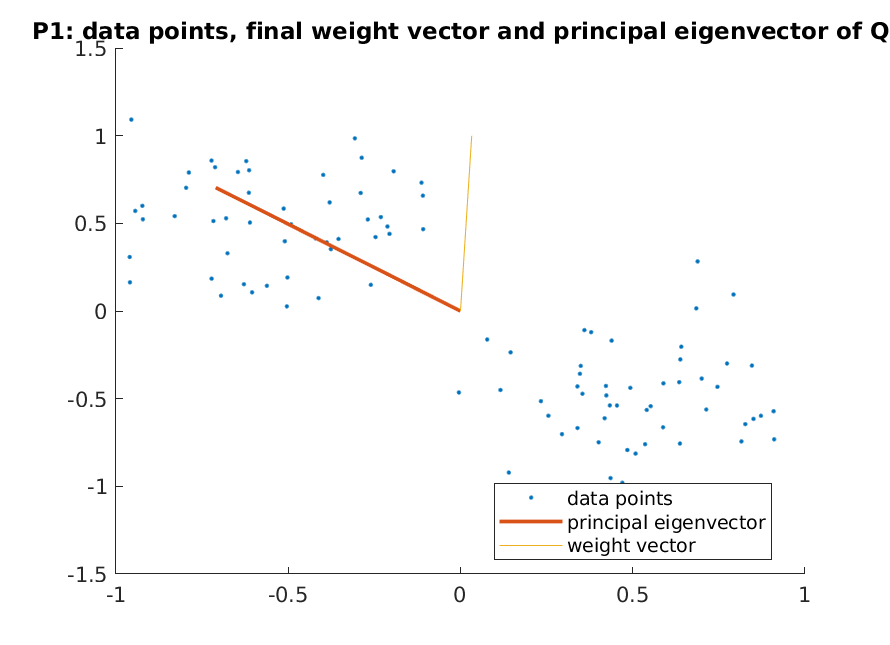 P1: data points, final weight vector and principal eigenvector of Q
1.5
1
0.5
0
-0.5
-1
-1.5
-1 -0.5 0 0.5 1
data points
principal eigenvector
weight vector